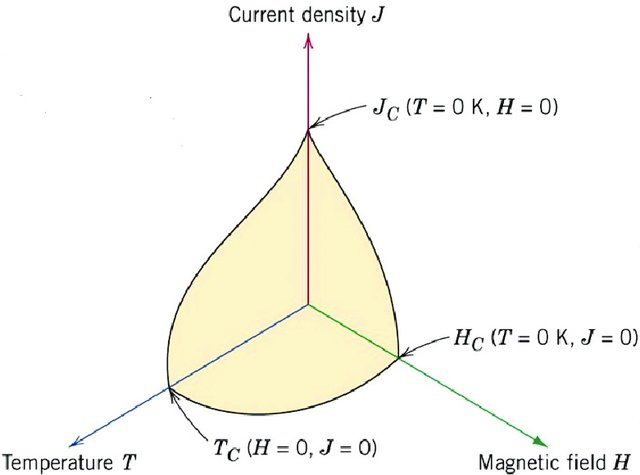 Current density J
J_C (T = 0 K, H = 0)
H_C (T = 0 K, J = 0)
T_C (H = 0, J = 0)
Temperature T
Magnetic field H